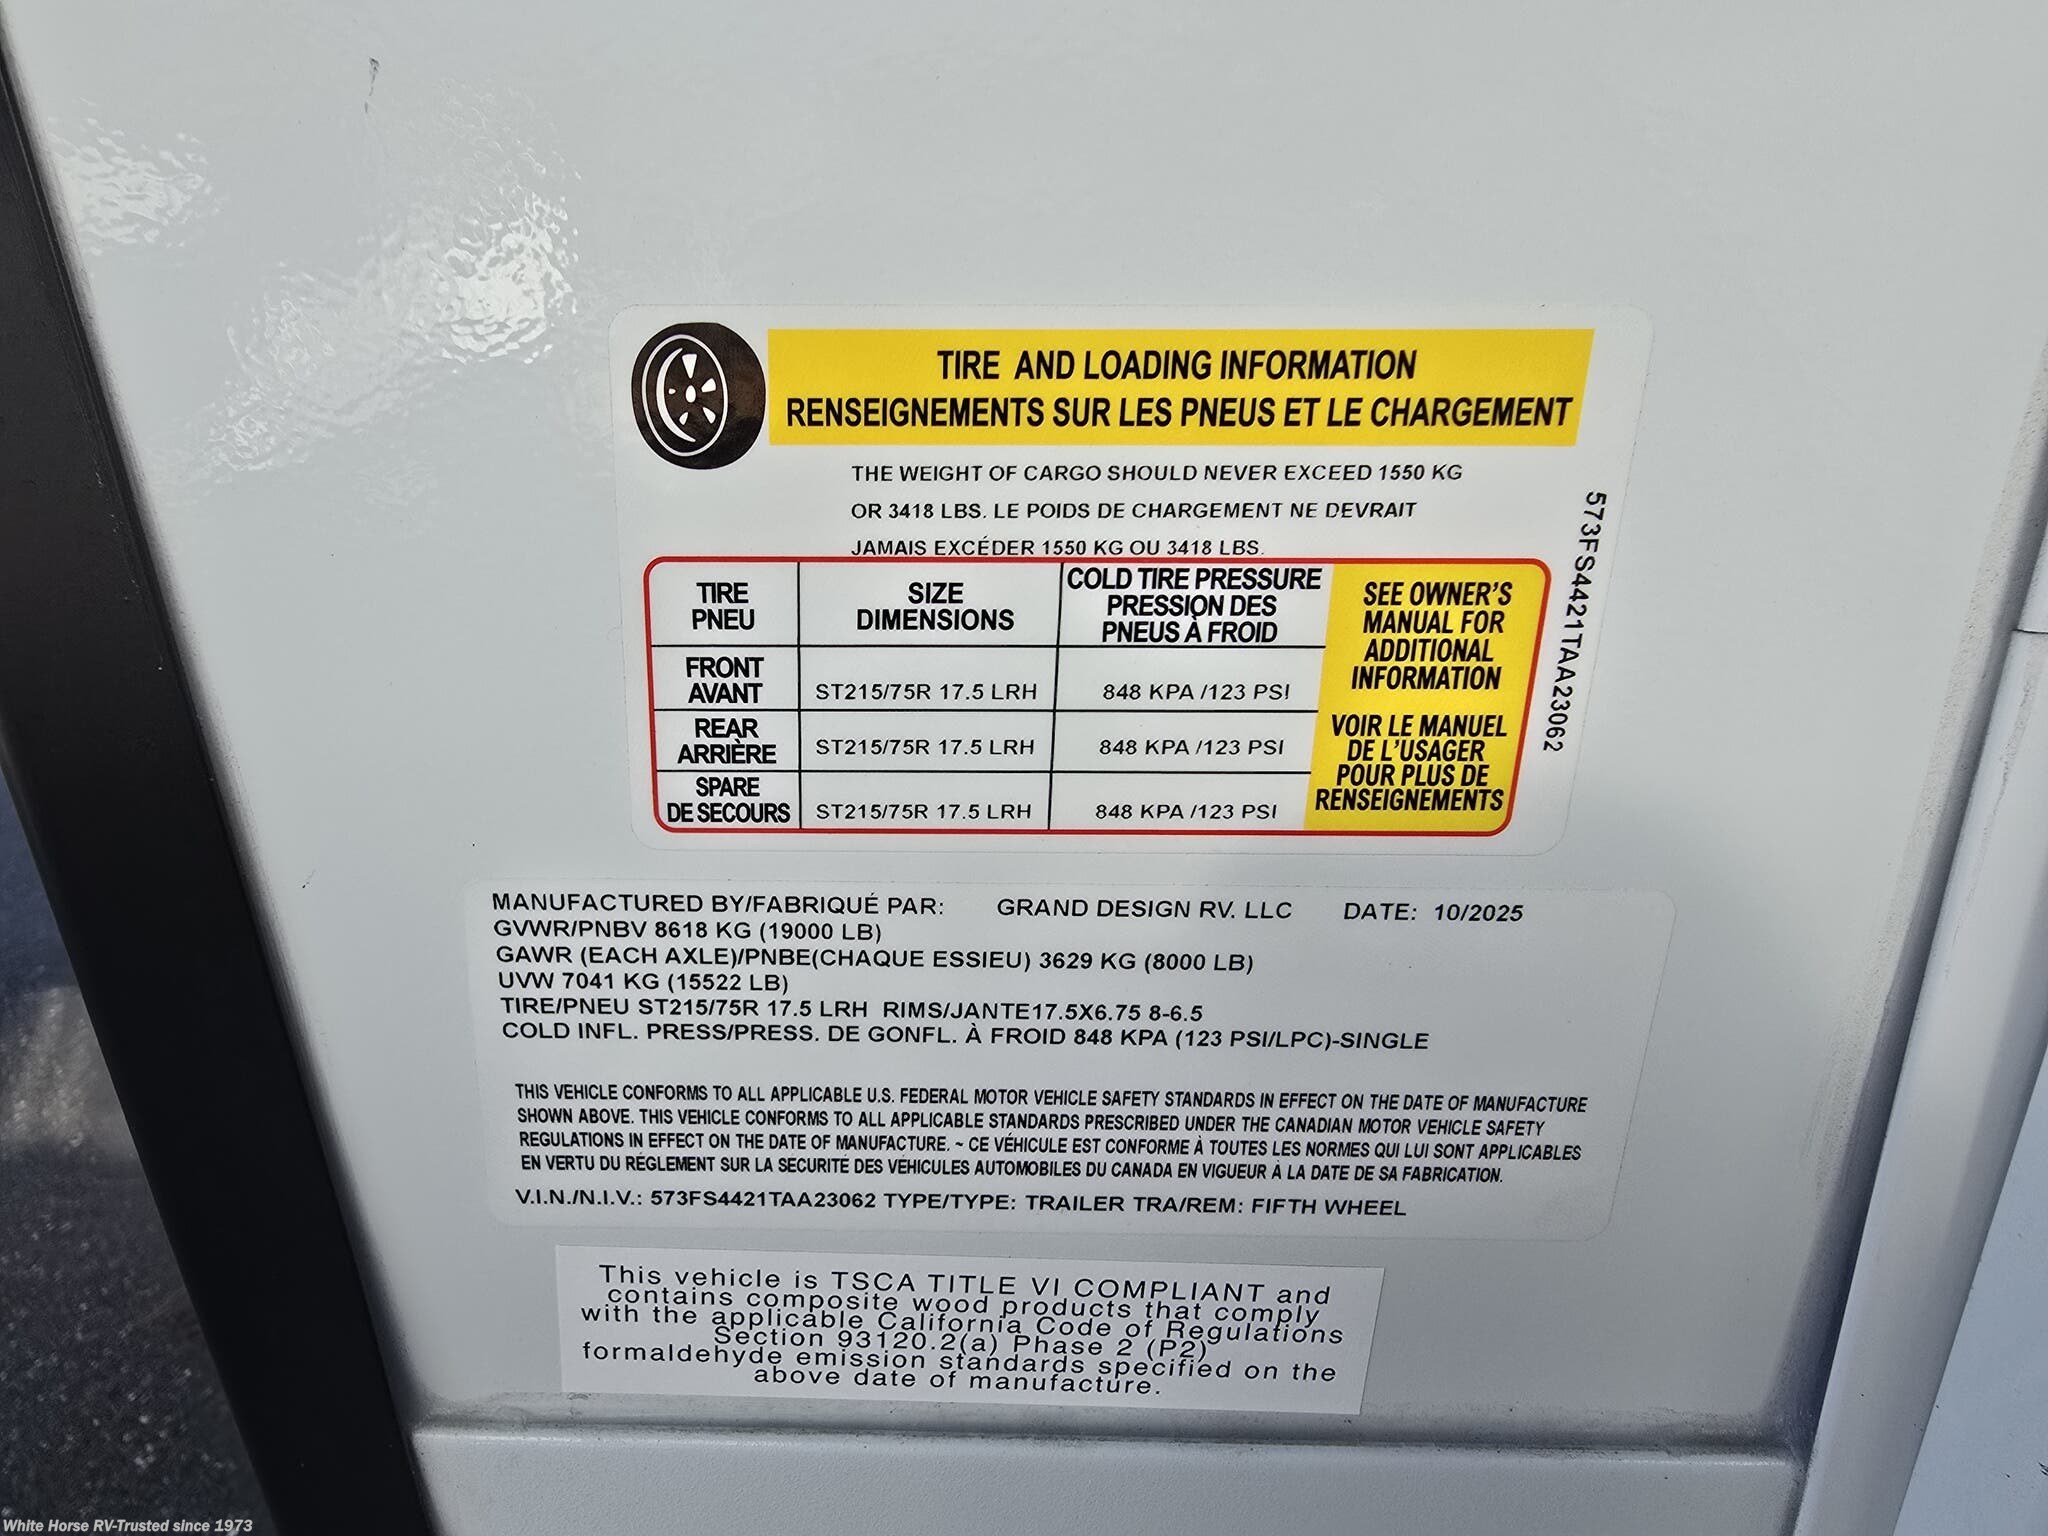 TIRE AND LOADING INFORMATION
RENSEIGNEMENTS SUR LES PNEUS ET LE CHARGEMENT
THE WEIGHT OF CARGO SHOULD NEVER EXCEED 1550 KG
OR 3418 LBS. LE POIDS DE CHARGEMENT NE DEVRAIT
JAMAIS EXCÉDER 1550 KG OU 3418 LBS.
TIRE
PNEU
SIZE
DIMENSIONS
COLD TIRE PRESSURE
PRESSION DES
PNEUS À FROID
FRONT
AVANT
ST215/75R 17.5 LRH
848 KPA /123 PSI
REAR
ARRIÈRE
ST215/75R 17.5 LRH
848 KPA /123 PSI
SPARE
DE SECOURS
ST215/75R 17.5 LRH
848 KPA /123 PSI
SEE OWNER'S
MANUAL FOR
ADDITIONAL
INFORMATION
VOIR LE MANUEL
DE L'USAGER
POUR PLUS DE
RENSEIGNEMENTS
573FS4421TAA23062
MANUFACTURED BY/FABRIQUÉ PAR: GRAND DESIGN RV. LLC DATE: 10/2025
GVWR/PNBV 8618 KG (19000 LB)
GAWR (EACH AXLE)/PNBE(CHAQUE ESSIEU) 3629 KG (8000 LB)
UVW 7041 KG (15522 LB)
TIRE/PNEU ST215/75R 17.5 LRH RIMS/JANTE17.5X6.75 8-6.5
COLD INFL. PRESS/PRESS. DE GONFL. À FROID 848 KPA (123 PSI/LPC)-SINGLE
THIS VEHICLE CONFORMS TO ALL APPLICABLE U.S. FEDERAL MOTOR VEHICLE SAFETY STANDARDS IN EFFECT ON THE DATE OF MANUFACTURE
SHOWN ABOVE. THIS VEHICLE CONFORMS TO ALL APPLICABLE STANDARDS PRESCRIBED UNDER THE CANADIAN MOTOR VEHICLE SAFETY
REGULATIONS IN EFFECT ON THE DATE OF MANUFACTURE. ~ CE VÉHICULE EST CONFORME À TOUTES LES NORMES QUI LUI SONT APPLICABLES
EN VERTU DU RÉGLEMENT SUR LA SECURITÉ DES VÉHICULES AUTOMOBILES DU CANADA EN VIGUEUR À LA DATE DE SA FABRICATION.
V.I.N./N.I.V.: 573FS4421TAA23062 TYPE/TYPE: TRAILER TRA/REM: FIFTH WHEEL
This vehicle is TSCA TITLE VI COMPLIANT and
contains composite wood products that comply
with the applicable California Code of Regulations
Section 93120.2(a) Phase 2 (P2)
formaldehyde emission standards specified on the
above date of manufacture.
White Horse RV-Trusted since 1973